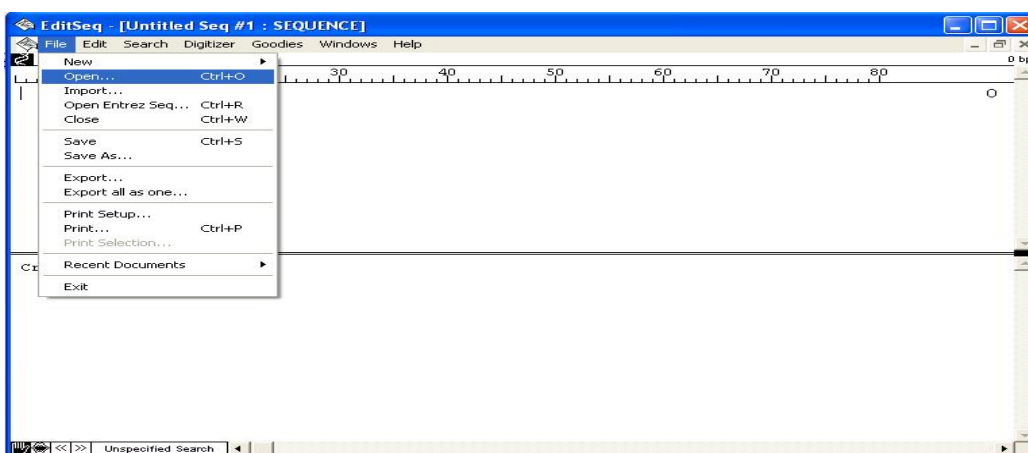 EditSeq - [Untitled Seq #1 : SEQUENCE]
File Edit Search Digitizer Goodies Windows Help
0 bp
New
30 40 50 60 70 80
Open... Ctrl+O
Import...
Open Entrez Seq... Ctrl+R
Close Ctrl+W
Save Ctrl+S
Save As...
Export...
Export all as one...
Print Setup...
Print... Ctrl+P
Print Selection...
Recent Documents
Exit
0
Cr
<< >> Unspecified Search